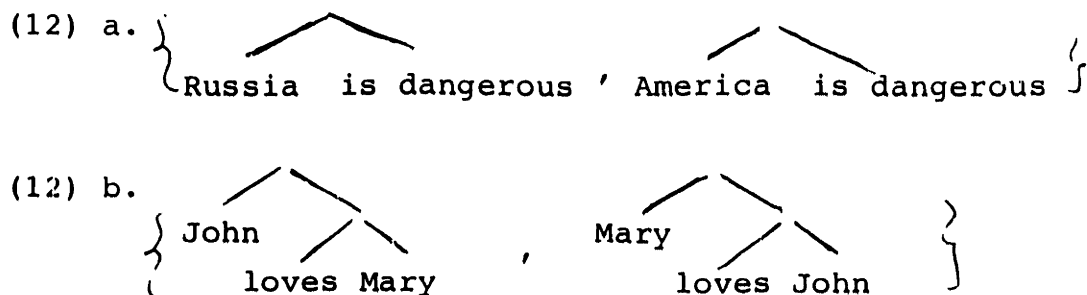 (12) a.
{ Russia is dangerous , America is dangerous }
(12) b.
{ John Mary }
loves Mary , loves John